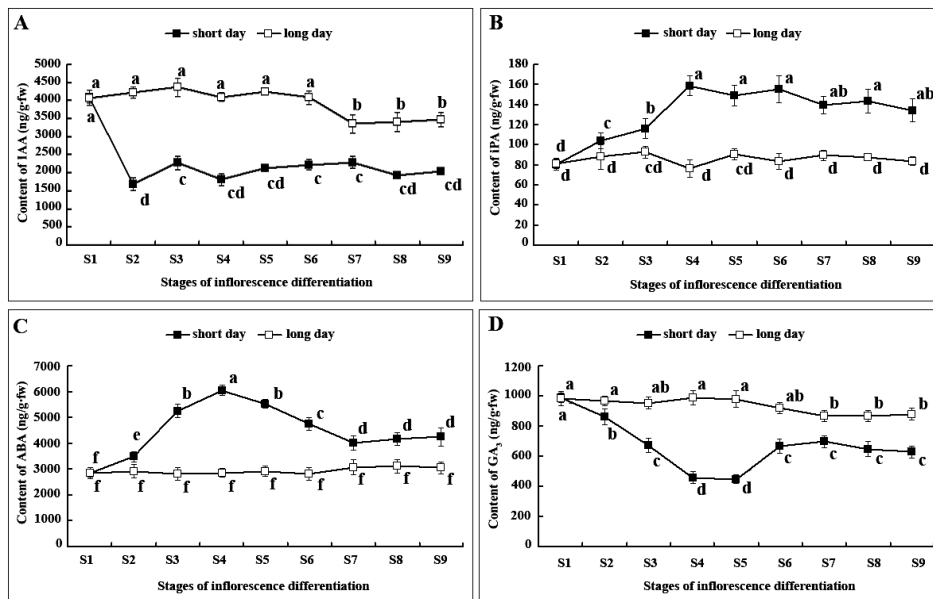 A
short day long day
Content of IAA (ng/g·fw)
5000
4500
4000
3500
3000
2500
2000
1500
1000
500
0
a a a a a a b b b
a d c cd cd c c cd cd
S1 S2 S3 S4 S5 S6 S7 S8 S9
Stages of inflorescence differentiation
B
short day long day
Content of iPA (ng/g·fw)
180
160
140
120
100
80
60
40
20
0
d c b a a a ab a ab
d d d d cd d d d d
S1 S2 S3 S4 S5 S6 S7 S8 S9
Stages of inflorescence differentiation
C
short day long day
Content of ABA (ng/g·fw)
7000
6000
5000
4000
3000
2000
1000
0
f e b a b c d d d
f f f f f f f f f
S1 S2 S3 S4 S5 S6 S7 S8 S9
Stages of inflorescence differentiation
D
short day long day
Content of GA3 (ng/g·fw)
1200
1000
800
600
400
200
0
a a ab a a ab b b b
a b c d d c c c c
S1 S2 S3 S4 S5 S6 S7 S8 S9
Stages of inflorescence differentiation